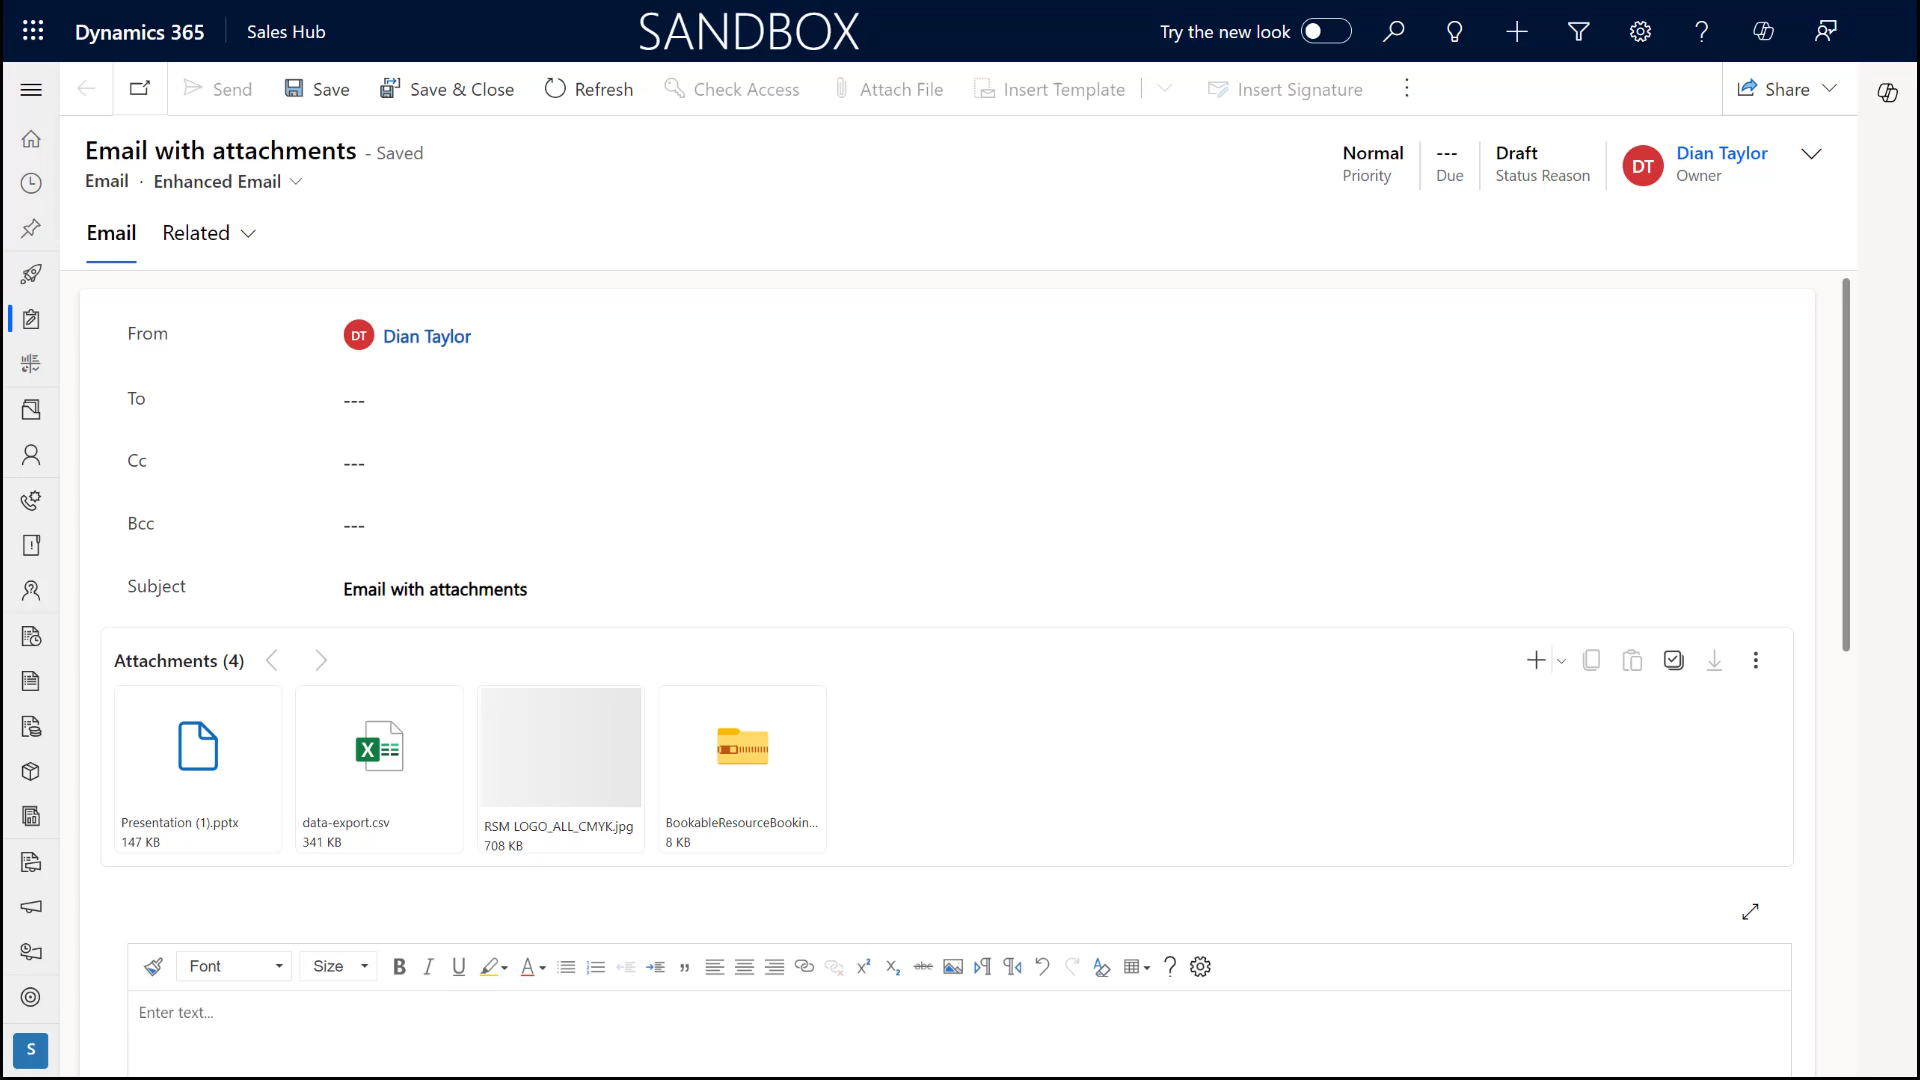 Dynamics 365
Sales Hub
SANDBOX
Try the new look
Send
Save
Save & Close
Refresh
Check Access
Attach File
Insert Template
Insert Signature
Share
Email with attachments - Saved
Email · Enhanced Email
Normal
Priority
---
Due
Draft
Status Reason
DT
Dian Taylor
Owner
Email
Related
From
DT
Dian Taylor
To
---
Cc
---
Bcc
---
Subject
Email with attachments
Attachments (4)
Presentation (1).pptx
147 KB
X
data-export.csv
341 KB
RSM LOGO_ALL_CMYK.jpg
708 KB
BookableResourceBookin...
8 KB
Font
Size
B
I
U
A
abc
Enter text...
S